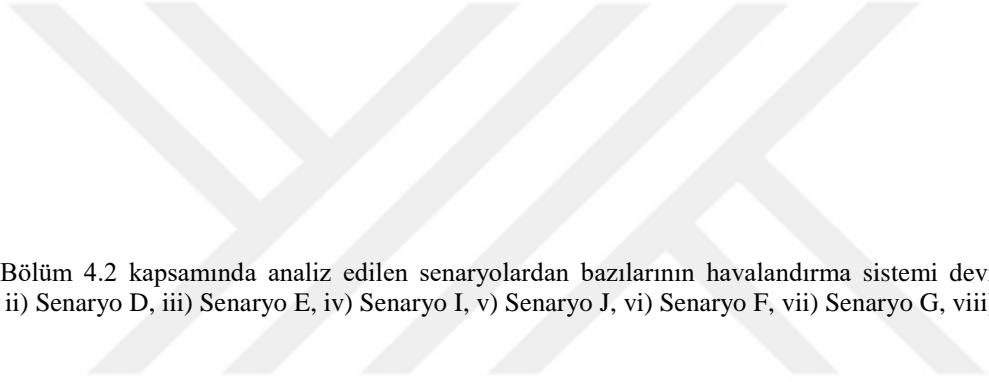 Bölüm 4.2 kapsamında analiz edilen senaryolardan bazılarının havalandırma sistemi
ii) Senaryo D, iii) Senaryo E, iv) Senaryo I, v) Senaryo J, vi) Senaryo F, vii) Senaryo G, viii)